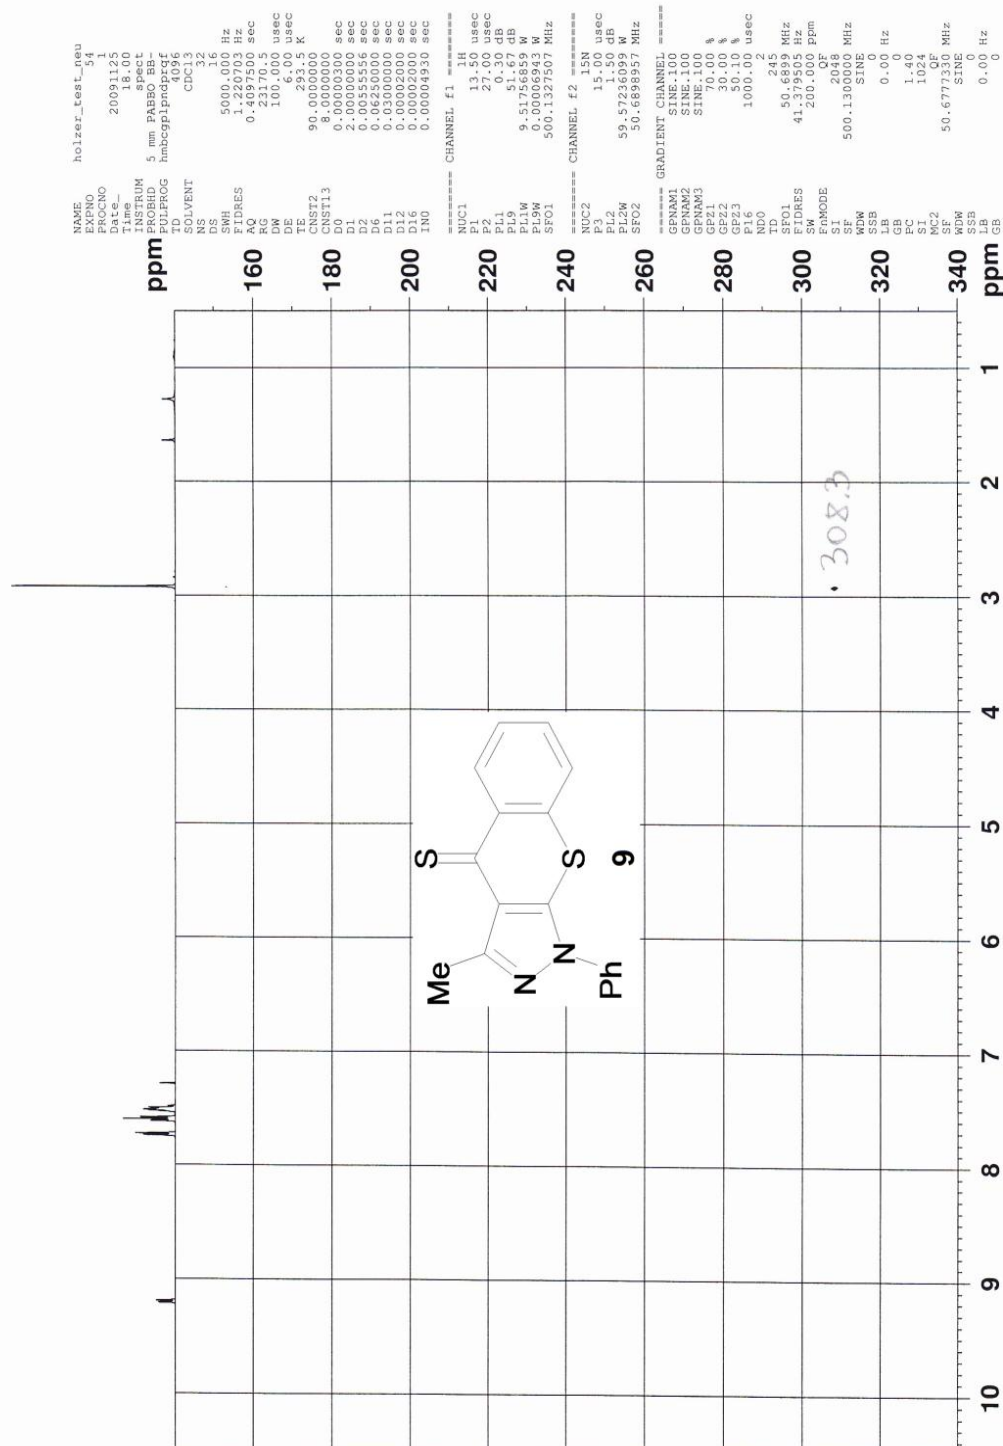 NAME holzer_test_neu
EXPNO 54
PROCNO 1
Date_ 20091125
Time 18.00
INSTRUM spect
PROBHD 5 mm PABBO BB-
PULPROG hmbcgplpndprqf
TD 4096
SOLVENT CDCl3
NS 32
DS 16
SWH 5000.000 Hz
FIDRES 1.220703 Hz
AQ 0.4097500 sec
RG 23170.5
DW 100.000 usec
DE 6.00 usec
TE 293.5 K
CNST2 90.0000000
CNST13 8.0000000
D0 0.00000300 sec
D1 2.00000000 sec
D2 0.00555556 sec
D6 0.06250000 sec
D11 0.03000000 sec
D12 0.00002000 sec
D16 0.00002000 sec
IN0 0.00004930 sec
======== CHANNEL f1 ========
NUC1 1H
P1 13.50 usec
P2 27.00 usec
PL1 0.30 dB
PL9 51.67 dB
PL1W 9.51756859 W
PL9W 0.00006943 W
SFO1 500.1327507 MHz
======== CHANNEL f2 ========
NUC2 15N
P3 15.00 usec
PL2 1.50 dB
PL2W 59.57236099 W
SFO2 50.6898957 MHz
====== GRADIENT CHANNEL =====
GPNAM1 SINE.100
GPNAM2 SINE.100
GPNAM3 SINE.100
GPZ1 70.00 %
GPZ2 30.00 %
GPZ3 50.10 %
P16 1000.00 usec
ND0 2
TD 245
SFO1 50.6899 MHz
FIDRES 41.379505 Hz
SW 200.000 ppm
FnMODE QF
SI 2048
SF 500.1300000 MHz
WDW SINE
SSB 0
LB 0.00 Hz
GB 0
PC 1.40
SI 1024
MC2 QF
SF 50.6777330 MHz
WDW SINE
SSB 0
LB 0.00 Hz
GB 0
ppm
160
180
200
220
240
260
280
300
320
340
ppm
10 9 8 7 6 5 4 3 2 1
308.3
Me
S
N
N
S
Ph
9